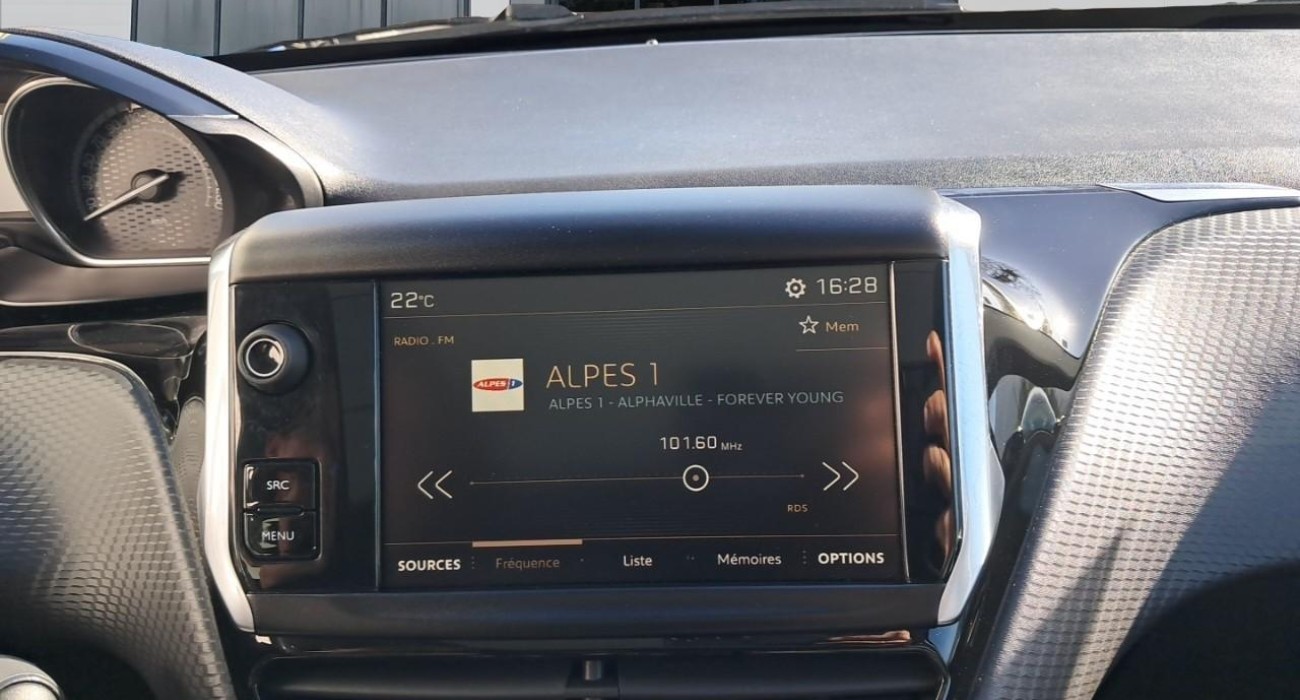 22°C
16:28
RADIO . FM
Mem
ALPES 1
ALPES 1
ALPES 1 - ALPHAVILLE - FOREVER YOUNG
101.60 MHz
SRC
RDS
MENU
SOURCES
Fréquence
Liste
Mémoires
OPTIONS